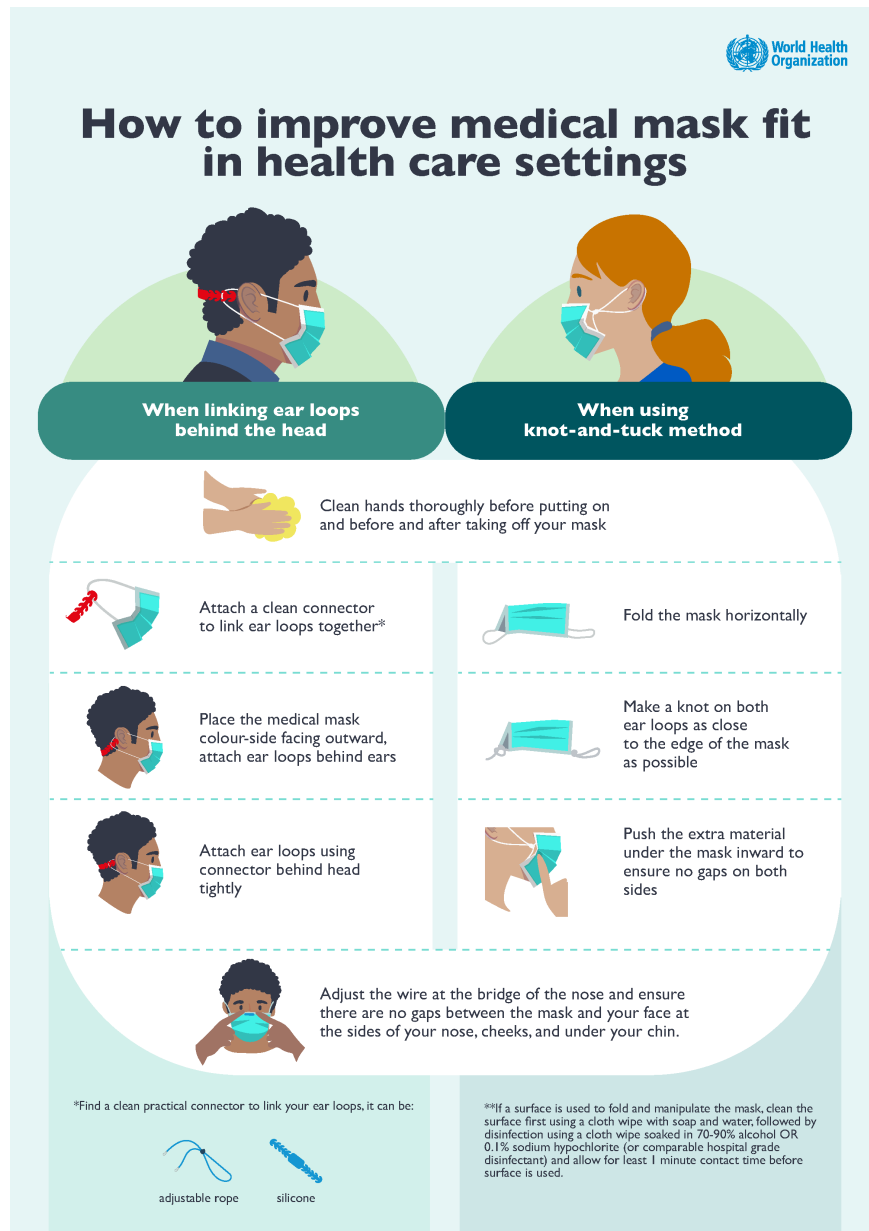 World Health
Organization
How to improve medical mask fit
in health care settings
When linking ear loops
behind the head
When using
knot-and-tuck method
Clean hands thoroughly before putting on
and before and after taking off your mask
Attach a clean connector
to link ear loops together*
Fold the mask horizontally
Place the medical mask
colour-side facing outward,
attach ear loops behind ears
Make a knot on both
ear loops as close
to the edge of the mask
as possible
Attach ear loops using
connector behind head
tightly
Push the extra material
under the mask inward to
ensure no gaps on both
sides
Adjust the wire at the bridge of the nose and ensure
there are no gaps between the mask and your face at
the sides of your nose, cheeks, and under your chin.
*Find a clean practical connector to link your ear loops, it can be:
adjustable rope
silicone
**If a surface is used to fold and manipulate the mask, clean the
surface first using a cloth wipe with soap and water, followed by
disinfection using a cloth wipe soaked in 70-90% alcohol OR
0.1% sodium hypochlorite (or comparable hospital grade
disinfectant) and allow for least 1 minute contact time before
surface is used.